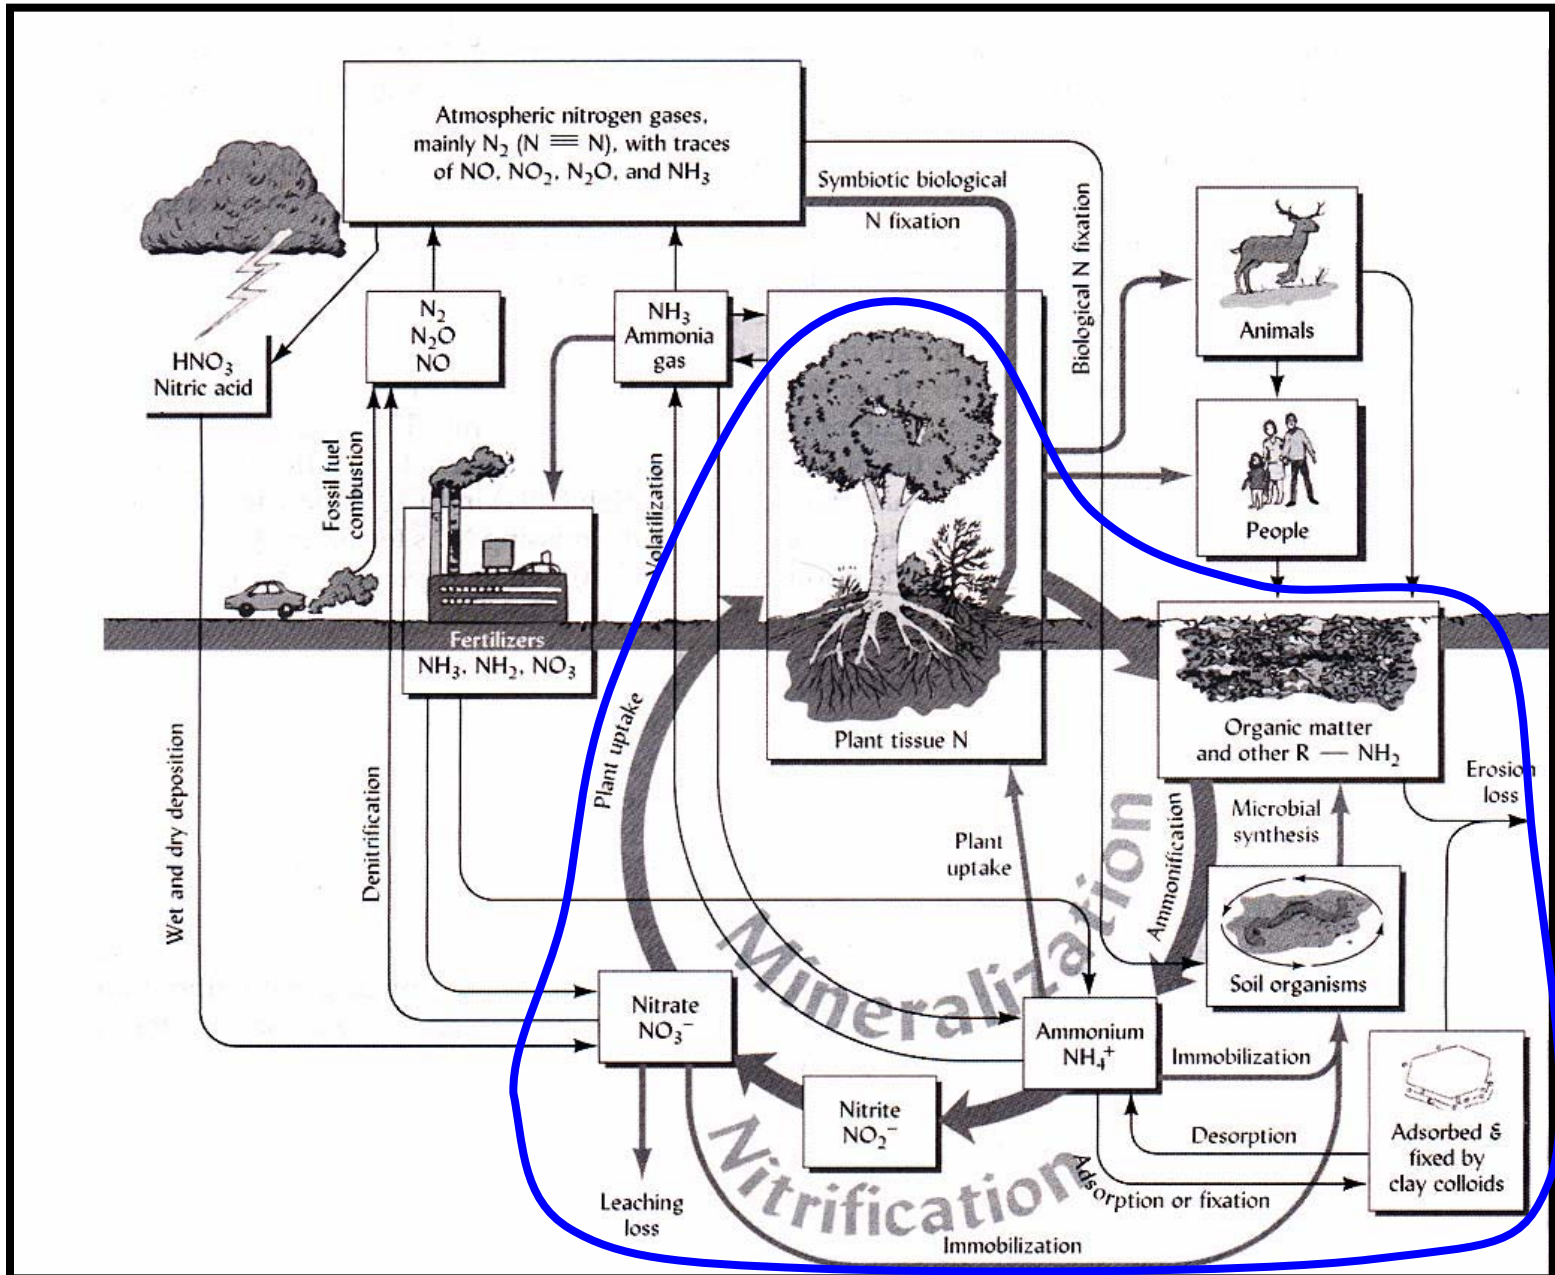 Atmospheric nitrogen gases,
mainly N₂ (N ≡ N), with traces
of NO, NO₂, N₂O, and NH₃
Symbiotic biological
N fixation
Biological N fixation
Animals
People
HNO₃
Nitric acid
N₂
N₂O
NO
NH₃
Ammonia
gas
Fossil fuel
combustion
Volatilization
Fertilizers
NH₃, NH₂, NO₃
Plant tissue N
Organic matter
and other R — NH₂
Erosion
loss
Wet and dry deposition
Denitrification
Plant uptake
Plant
uptake
Mineralization
Ammonification
Microbial
synthesis
Soil organisms
Nitrate
NO₃⁻
Ammonium
NH₄⁺
Immobilization
Nitrite
NO₂⁻
Nitrification
Desorption
Adsorption or fixation
Adsorbed &
fixed by
clay colloids
Leaching
loss
Immobilization